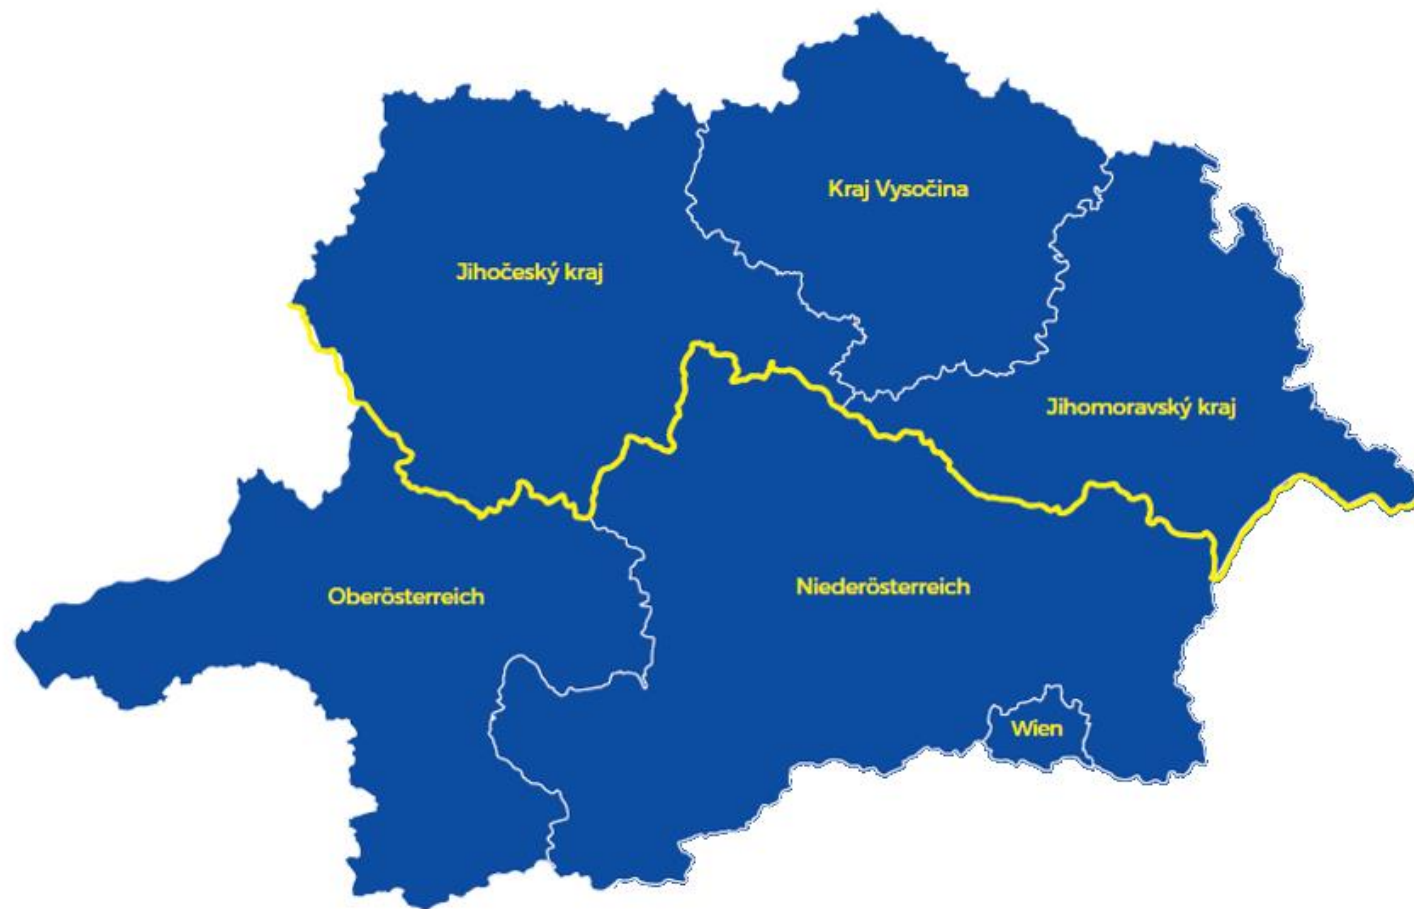 Kraj Vysočina
Jihočeský kraj
Jihomoravský kraj
Niederösterreich
Oberösterreich
Wien